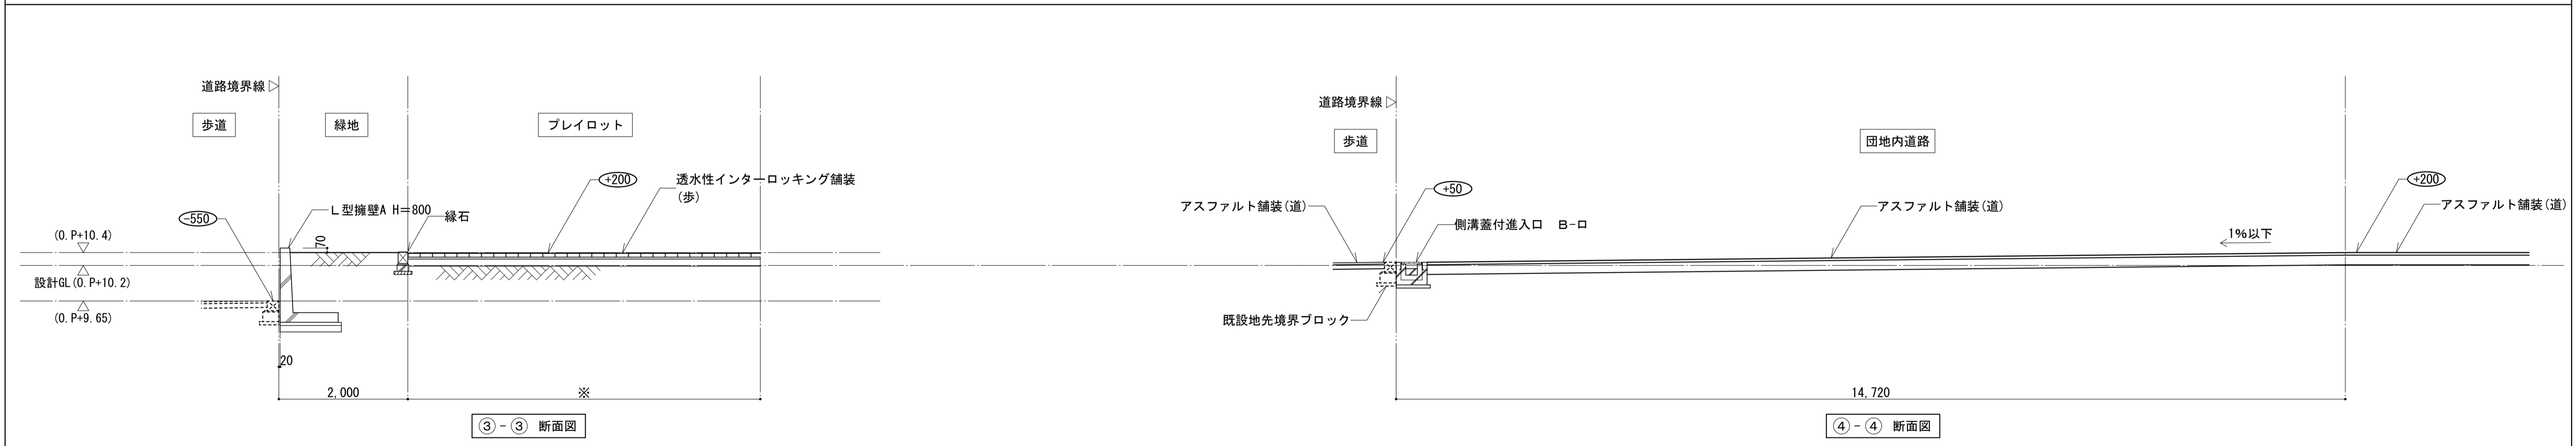 道路境界線
歩道
緑地
プレイロット
+200
透水性インターロッキング舗装
(歩)
-550
L型擁壁A H=800
縁石
70
(O.P+10.4)
設計GL(O.P+10.2)
(O.P+9.65)
20
2,000
※
③-③ 断面図
道路境界線
歩道
団地内道路
+50
アスファルト舗装(道)
側溝蓋付進入口 B-ロ
アスファルト舗装(道)
1%以下
+200
アスファルト舗装(道)
既設地先境界ブロック
14,720
④-④ 断面図